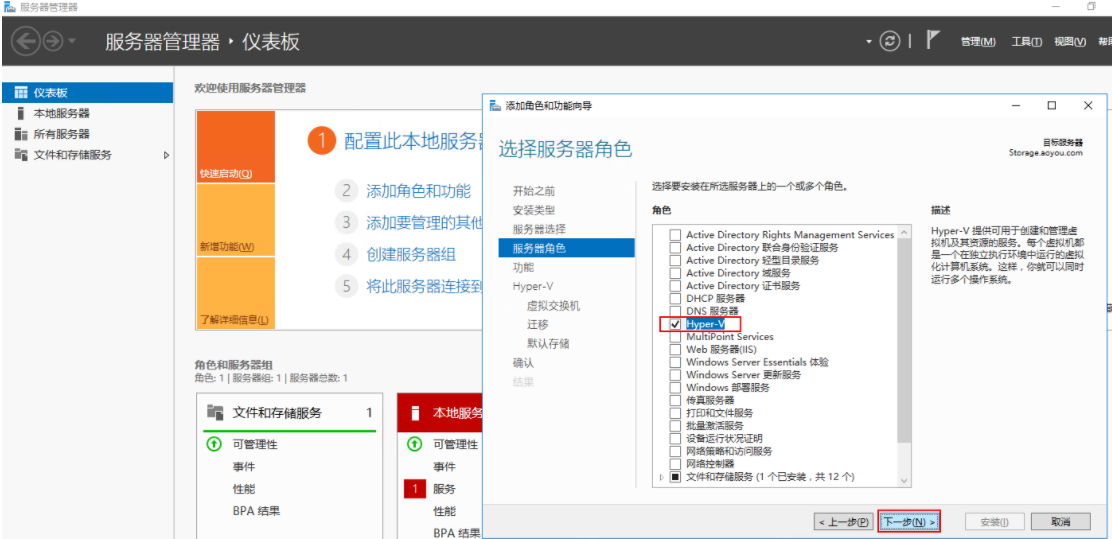 服务器管理器
服务器管理器 ‣ 仪表板
管理(M) 工具(T) 视图(V)
仪表板
本地服务器
所有服务器
文件和存储服务
欢迎使用服务器管理器
快速启动(Q)
新增功能(W)
了解详细信息(L)
1 配置此本地服务
2 添加角色和功能
3 添加要管理的其他
4 创建服务器组
5 将此服务器连接到
角色和服务器组
角色: 1 | 服务器组: 1 | 服务器总数: 1
文件和存储服务 1
可管理性
事件
性能
BPA 结果
本地服务
可管理性
事件
1 服务
性能
BPA 结果
添加角色和功能向导
选择服务器角色
目标服务器
Storage.aoyou.com
开始之前
安装类型
服务器选择
服务器角色
功能
Hyper-V
虚拟交换机
迁移
默认存储
确认
结果
选择要安装在所选服务器上的一个或多个角色。
角色
Active Directory Rights Management Services
Active Directory 联合身份验证服务
Active Directory 轻型目录服务
Active Directory 域服务
Active Directory 证书服务
DHCP 服务器
DNS 服务器
Hyper-V
MultiPoint Services
Web 服务器(IIS)
Windows Server Essentials 体验
Windows Server 更新服务
Windows 部署服务
传真服务器
打印和文件服务
批量激活服务
设备运行状况证明
网络策略和访问服务
网络控制器
文件和存储服务 (1 个已安装，共 12 个)
描述
Hyper-V 提供可用于创建和管理虚
拟机及其资源的服务。每个虚拟机都
是一个在独立执行环境中运行的虚拟
化计算机系统。这样，你就可以同时
运行多个操作系统。
< 上一步(P) 下一步(N) > 安装(I) 取消